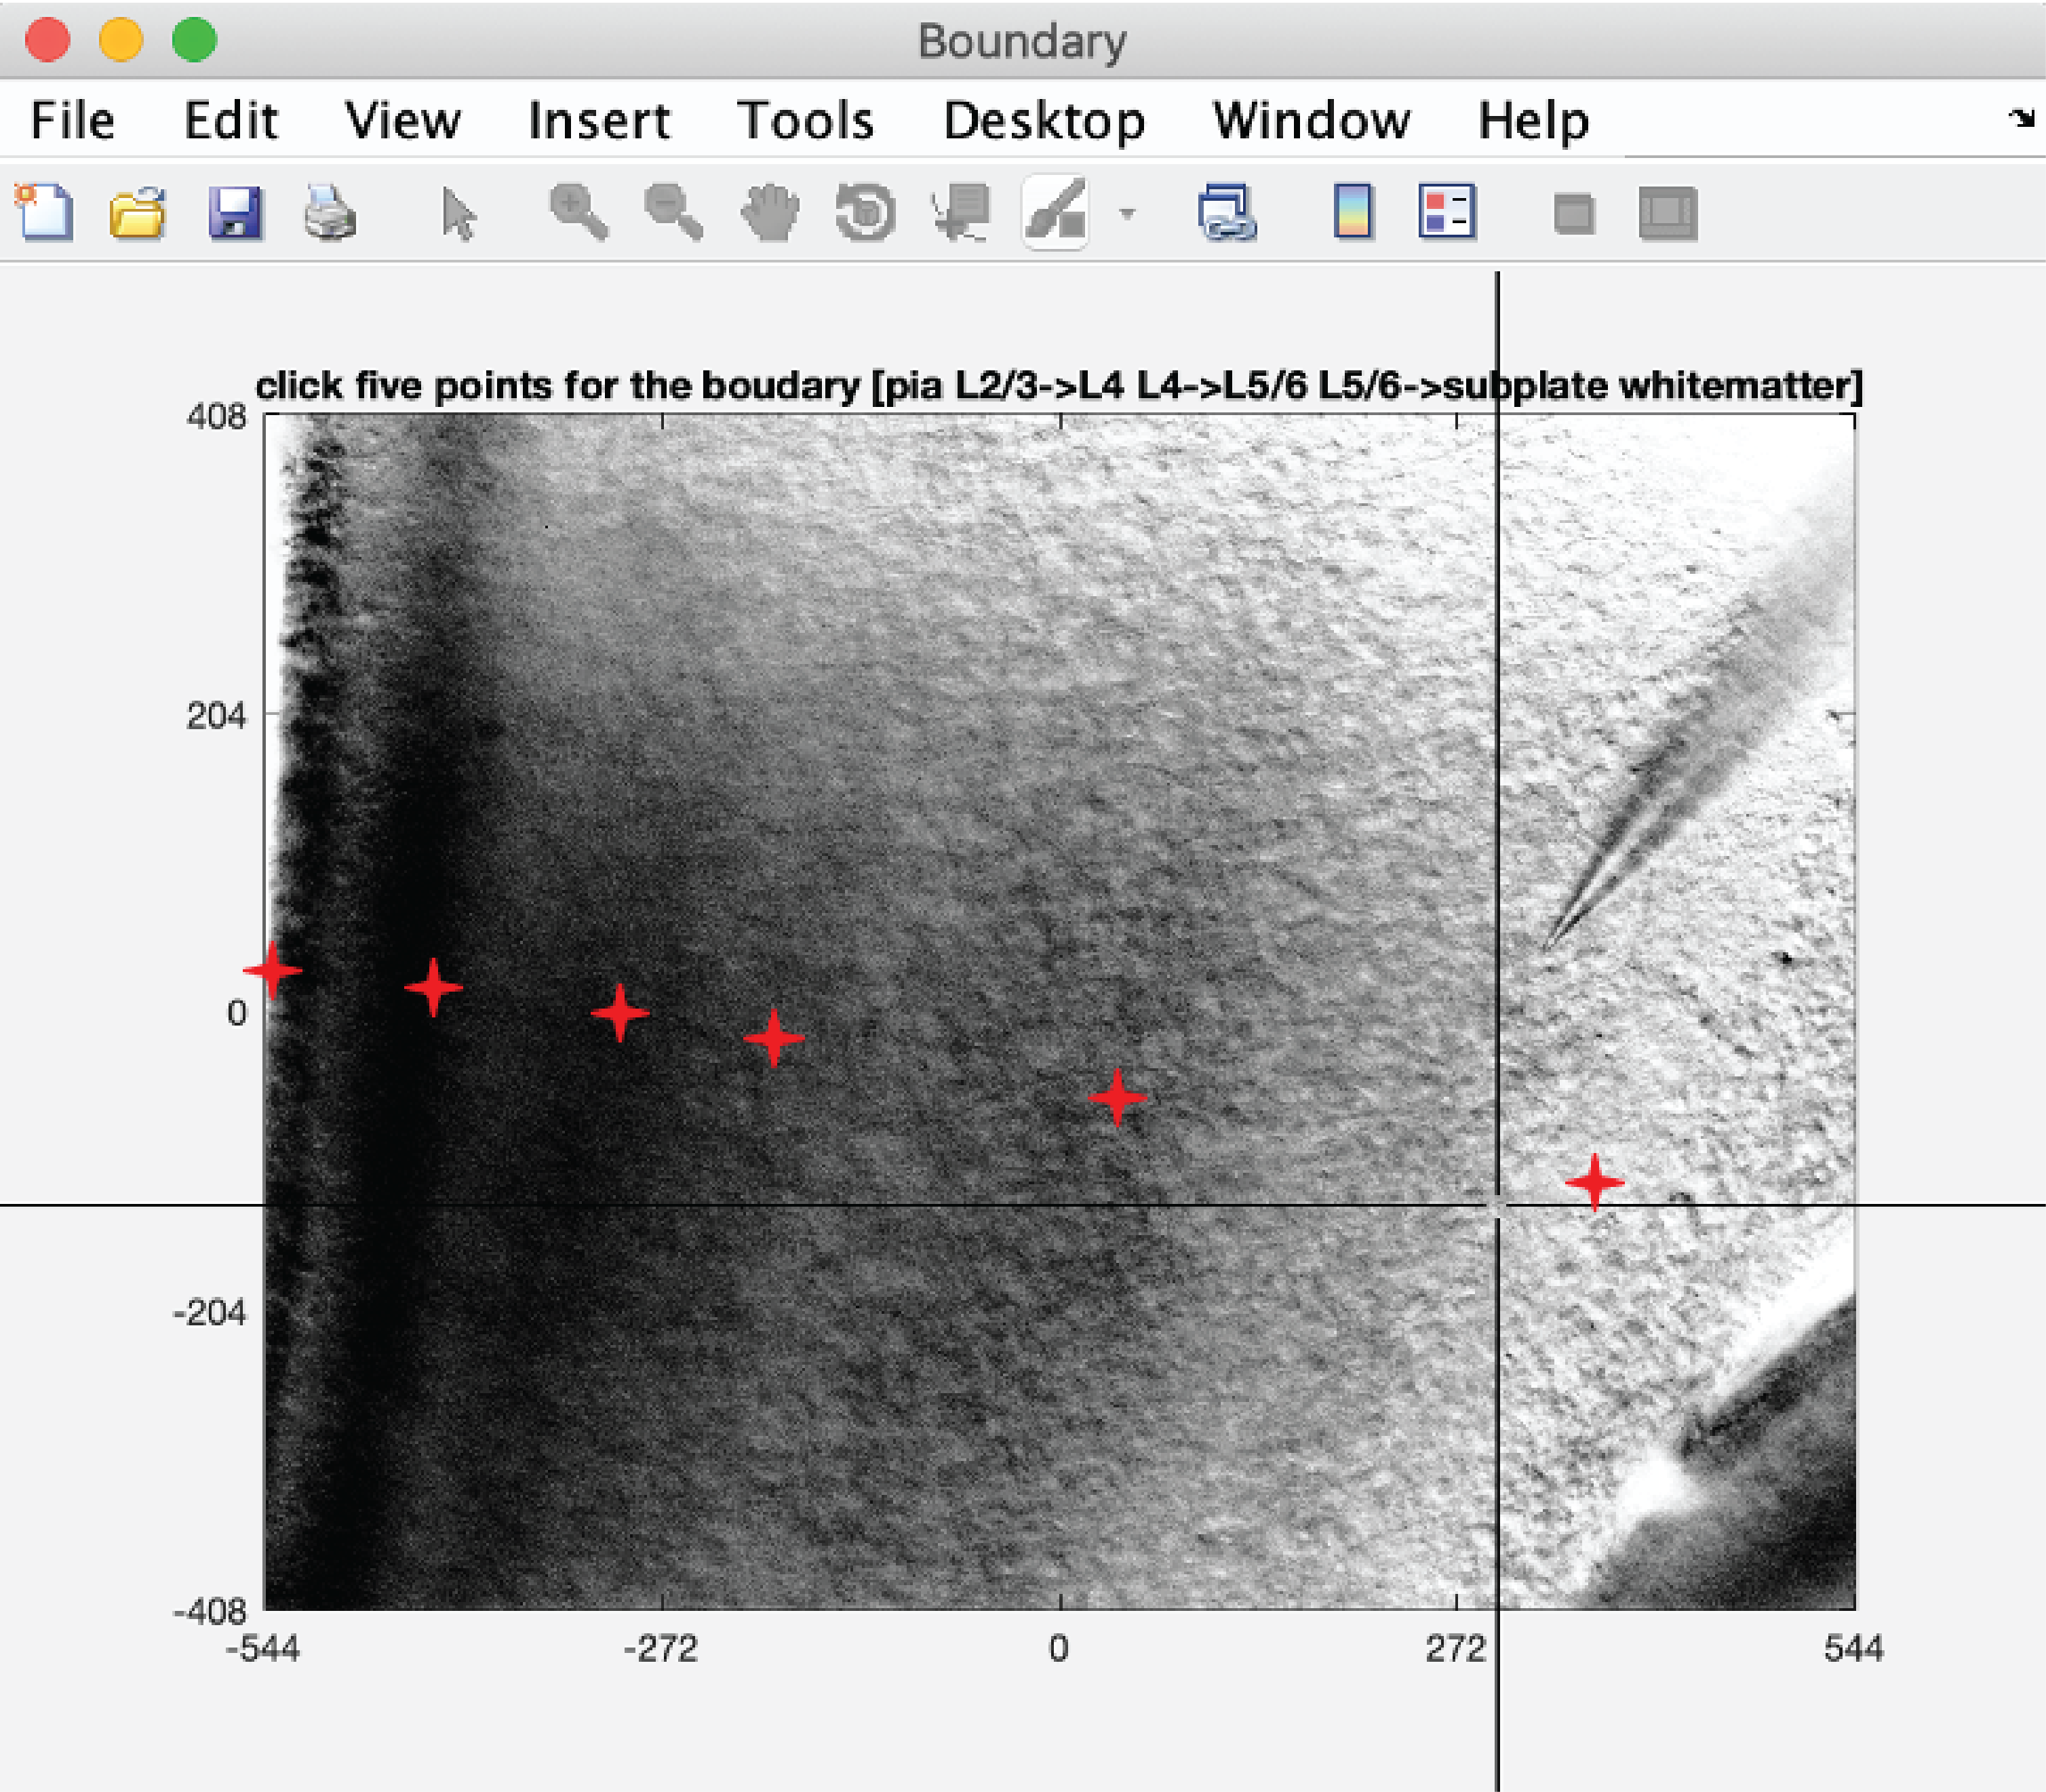 Boundary
File Edit View Insert Tools Desktop Window Help
click five points for the boudary [pia L2/3->L4 L4->L5/6 L5/6->subplate whitematter]
408
204
0
-204
-408
-544 -272 0 272 544